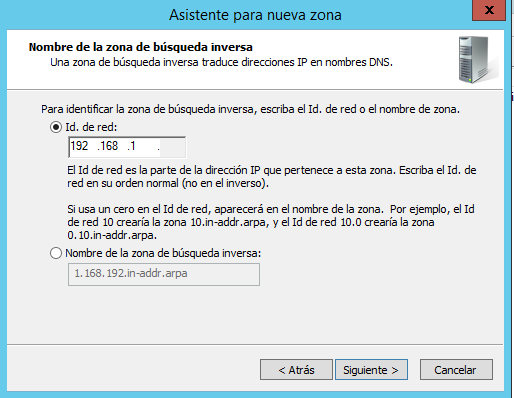 Asistente para nueva zona
x
Nombre de la zona de búsqueda inversa
Una zona de búsqueda inversa traduce direcciones IP en nombres DNS.
Para identificar la zona de búsqueda inversa, escriba el Id. de red o el nombre de zona.
Id. de red:
192 .168 .1 .
El Id de red es la parte de la dirección IP que pertenece a esta zona. Escriba el Id. de
red en su orden normal (no en el inverso).
Si usa un cero en el Id de red, aparecerá en el nombre de la zona. Por ejemplo, el Id
de red 10 crearía la zona 10.in-addr.arpa, y el Id de red 10.0 crearía la zona
0.10.in-addr.arpa.
Nombre de la zona de búsqueda inversa:
1.168.192.in-addr.arpa
< Atrás Siguiente > Cancelar